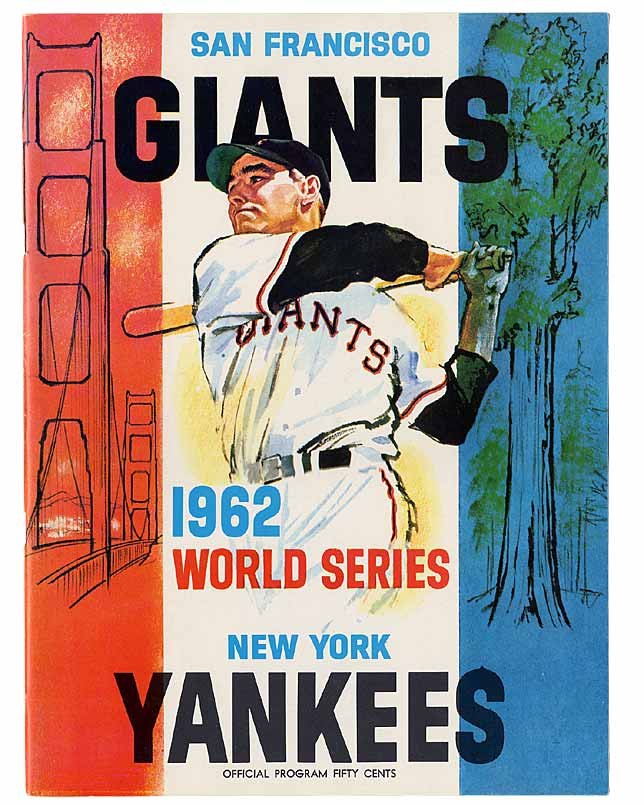 SAN FRANCISCO
GIANTS
GIANTS
1962
WORLD SERIES
NEW YORK
YANKEES
OFFICIAL PROGRAM FIFTY CENTS